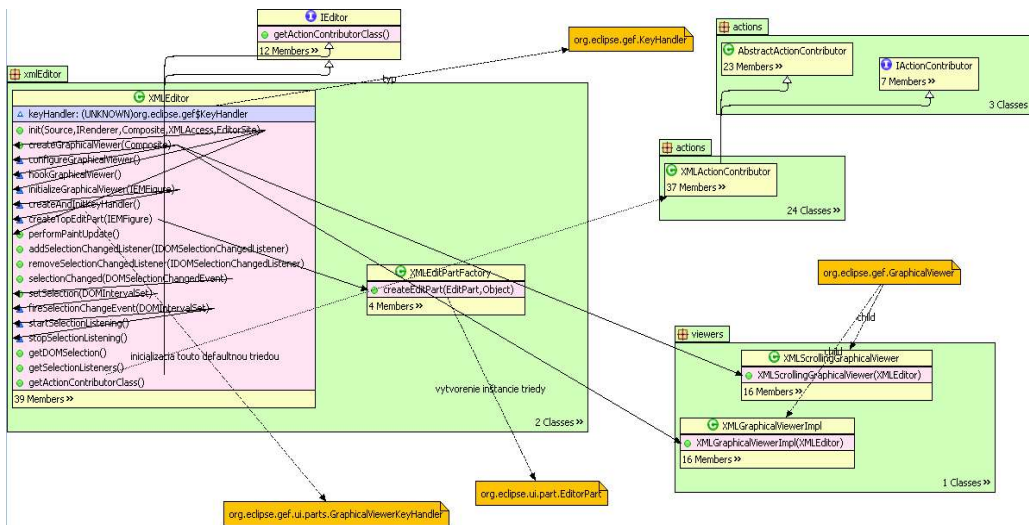 IEditor
getActionContributorClass()
12 Members >>
org.eclipse.gef.KeyHandler
actions
AbstractActionContributor
23 Members >>
IActionContributor
7 Members >>
3 Classes >>
xmlEditor
typ
XMLEditor
keyHandler: (UNKNOWN)org.eclipse.gef$KeyHandler
init(Source,IRenderer,Composite,XMLAccess,EditorSite)
createGraphicalViewer(Composite)
configureGraphicalViewer()
hookGraphicalViewer()
initializeGraphicalViewer(IEMFigure)
createAndInitKeyHandler()
createTopEditPart(IEMFigure)
performPaintUpdate()
addSelectionChangedListener(IDOMSelectionChangedListener)
removeSelectionChangedListener(IDOMSelectionChangedListener)
selectionChanged(DOMSelectionChangedEvent)
setSelection(DOMIntervalSet)
fireSelectionChangeEvent(DOMIntervalSet)
startSelectionListening()
stopSelectionListening()
getDOMSelection()
getSelectionListeners()
getActionContributorClass()
39 Members >>
inicializacia touto defaultnou triedou
2 Classes >>
actions
XMLActionContributor
37 Members >>
24 Classes >>
XMLEditPartFactory
createEditPart(EditPart,Object)
4 Members >>
vytvorenie instancie triedy
org.eclipse.gef.GraphicalViewer
child
child
viewers
XMLScrollingGraphicalViewer
XMLScrollingGraphicalViewer(XMLEditor)
16 Members >>
XMLGraphicalViewerImpl
XMLGraphicalViewerImpl(XMLEditor)
16 Members >>
1 Classes >>
org.eclipse.ui.part.EditorPart
org.eclipse.gef.ui.parts.GraphicalViewerKeyHandler